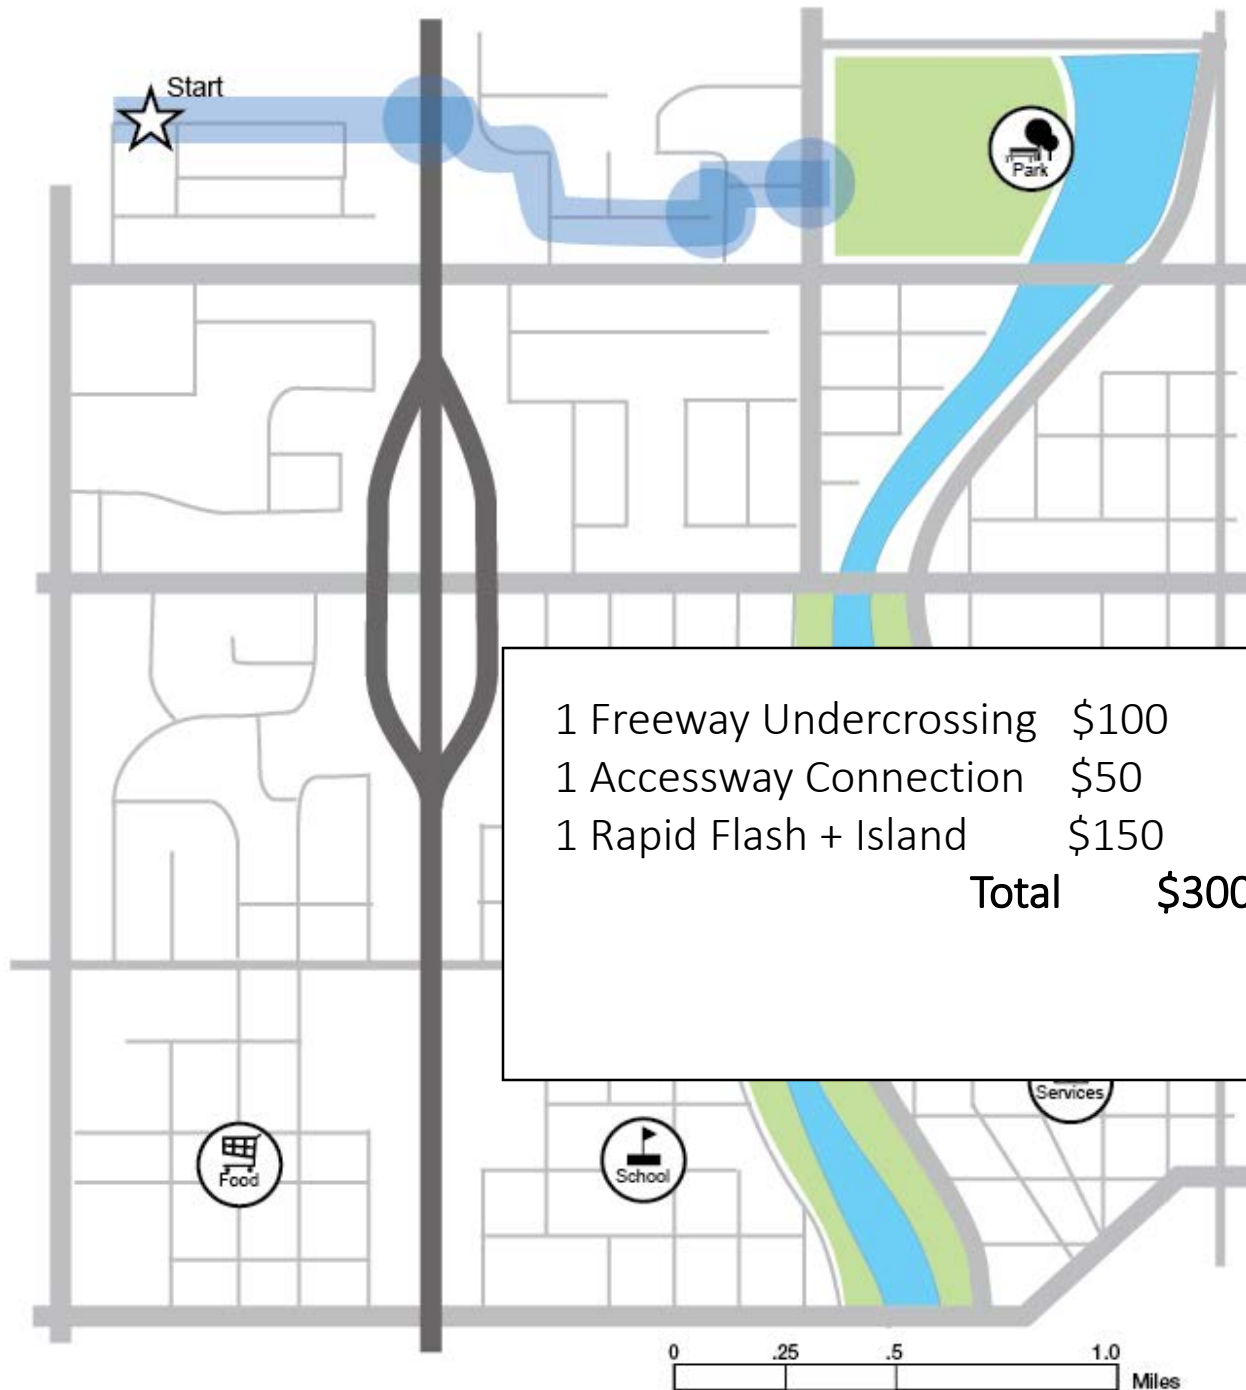 Start
Park
1 Freeway Undercrossing $100
1 Accessway Connection $50
1 Rapid Flash + Island $150
Total $300
Services
Food
School
0 .25 .5 1.0
Miles